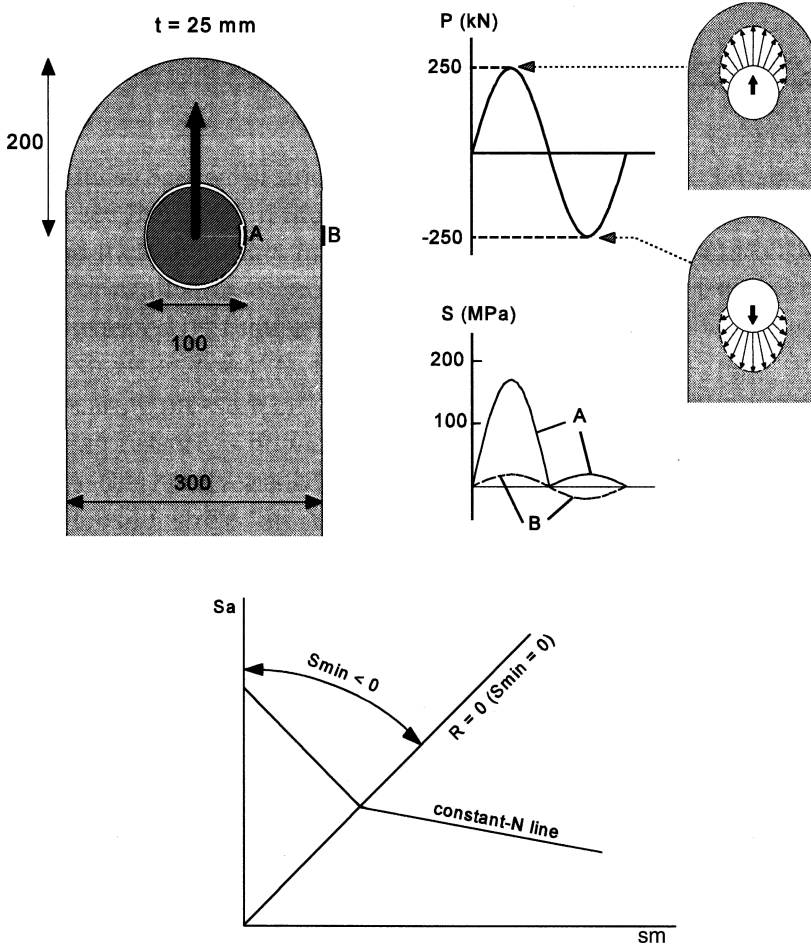 t = 25 mm
200
A
B
100
300
P (kN)
250
-250
S (MPa)
200
100
A
B
Sa
Smin < 0
R = 0 (Smin = 0)
constant-N line
sm